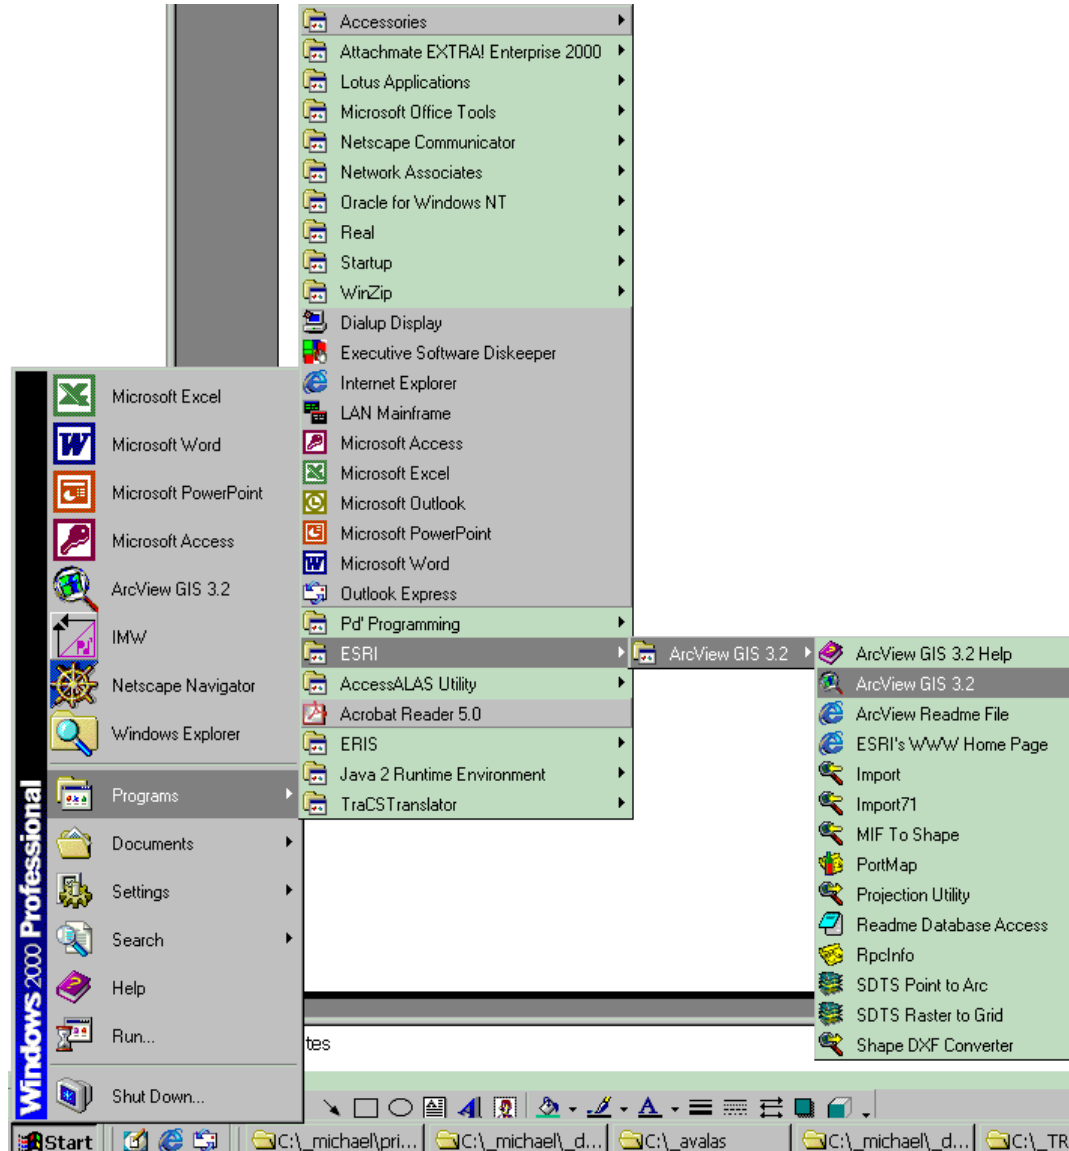 Accessories
Attachmate EXTRA! Enterprise 2000
Lotus Applications
Microsoft Office Tools
Netscape Communicator
Network Associates
Oracle for Windows NT
Real
Startup
WinZip
Dialup Display
Executive Software Diskeeper
Internet Explorer
LAN Mainframe
Microsoft Access
Microsoft Excel
Microsoft Outlook
Microsoft PowerPoint
Microsoft Word
Outlook Express
Pd' Programming
ESRI
AccessALAS Utility
Acrobat Reader 5.0
ERIS
Java 2 Runtime Environment
TraCSTranslator
Microsoft Excel
Microsoft Word
Microsoft PowerPoint
Microsoft Access
ArcView GIS 3.2
IMW
Netscape Navigator
Windows Explorer
Programs
Documents
Settings
Search
Help
Run...
Shut Down...
Windows 2000 Professional
ArcView GIS 3.2
ArcView GIS 3.2 Help
ArcView GIS 3.2
ArcView Readme File
ESRI's WWW Home Page
Import
Import71
MIF To Shape
PortMap
Projection Utility
Readme Database Access
RpcInfo
SDTS Point to Arc
SDTS Raster to Grid
Shape DXF Converter
tes
Start
C:\_michael\pri...
C:\_michael\_d...
C:\_avalas
C:\_michael\_d...
C:\_TR